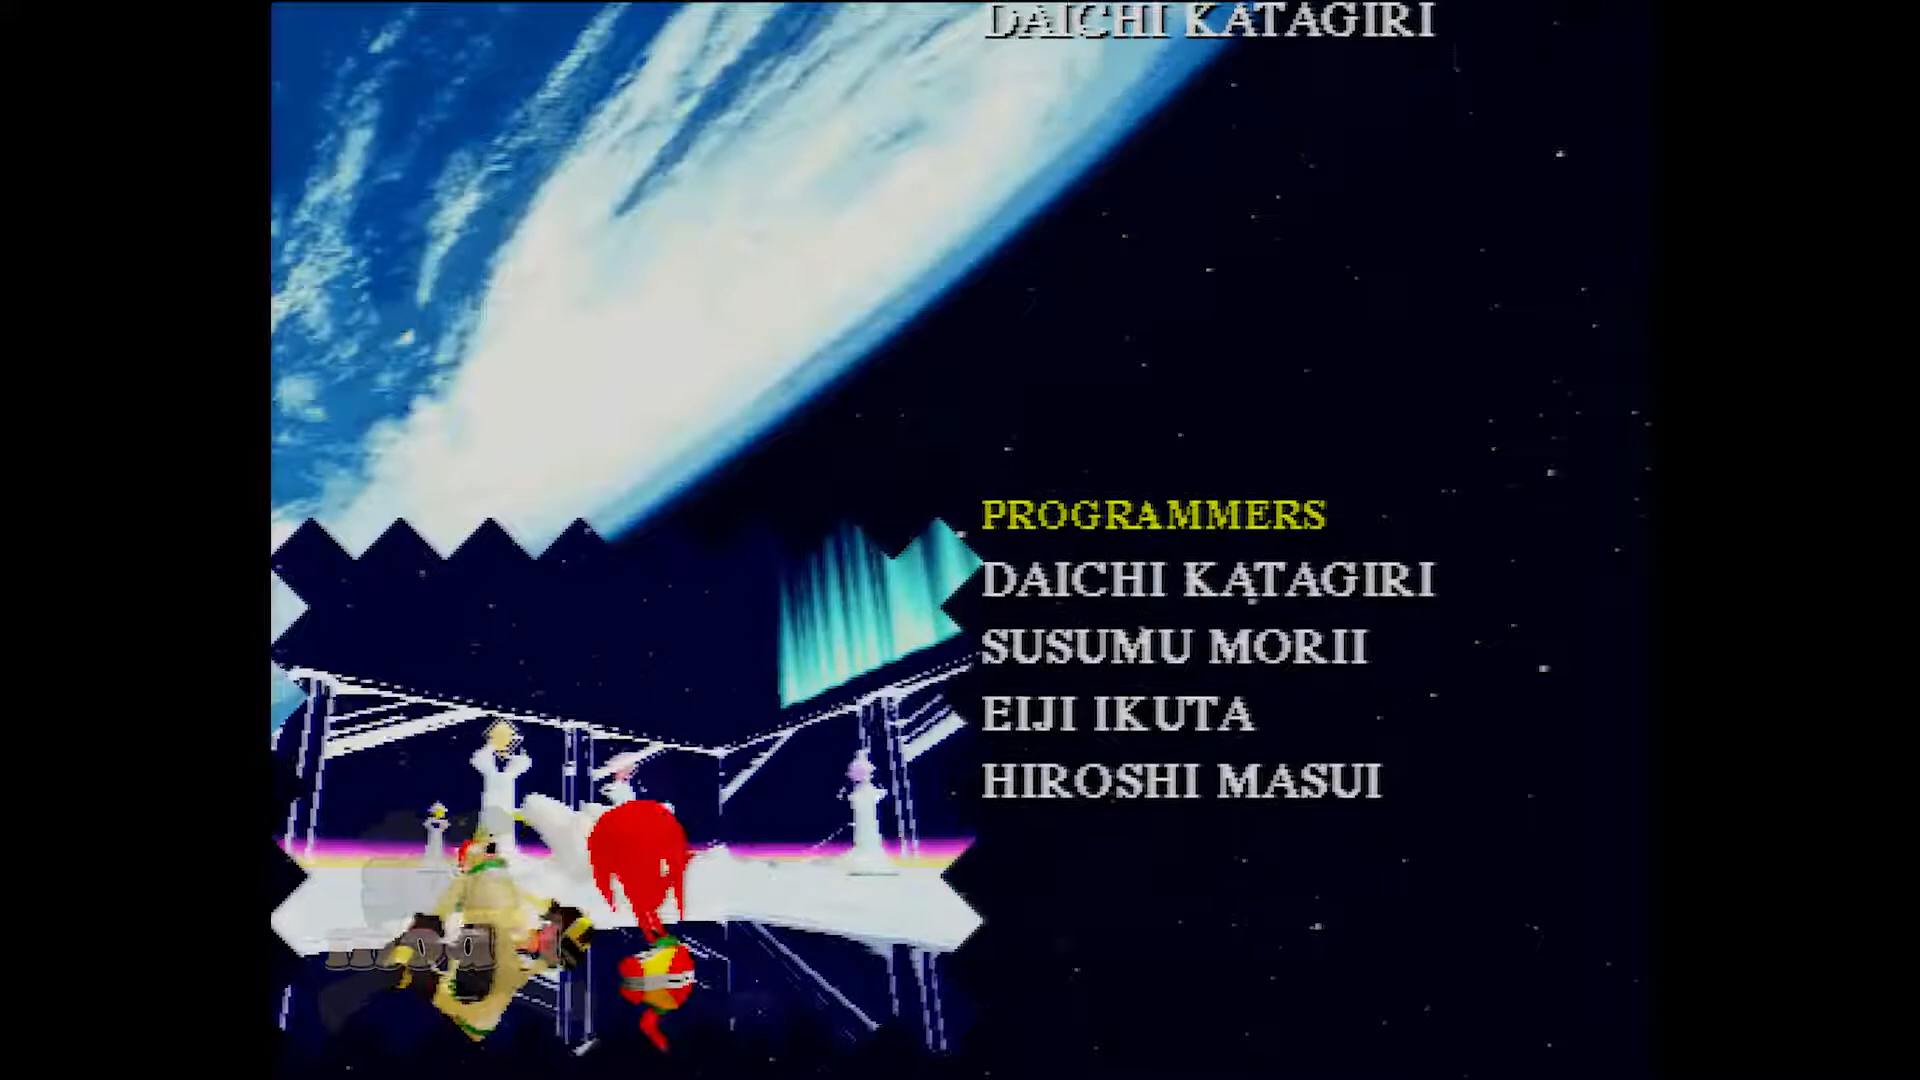 DAICHI KATAGIRI
PROGRAMMERS
DAICHI KATAGIRI
SUSUMU MORII
EIJI IKUTA
HIROSHI MASUI